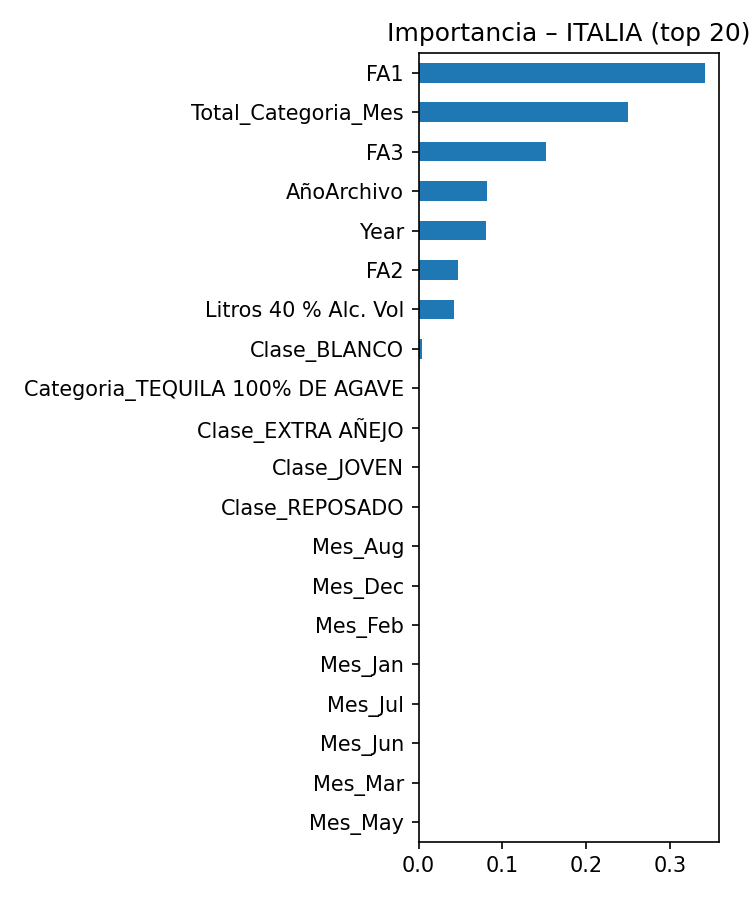 Importancia – ITALIA (top 20)
FA1
Total_Categoria_Mes
FA3
AñoArchivo
Year
FA2
Litros 40 % Alc. Vol
Clase_BLANCO
Categoria_TEQUILA 100% DE AGAVE
Clase_EXTRA AÑEJO
Clase_JOVEN
Clase_REPOSADO
Mes_Aug
Mes_Dec
Mes_Feb
Mes_Jan
Mes_Jul
Mes_Jun
Mes_Mar
Mes_May
0.0 0.1 0.2 0.3